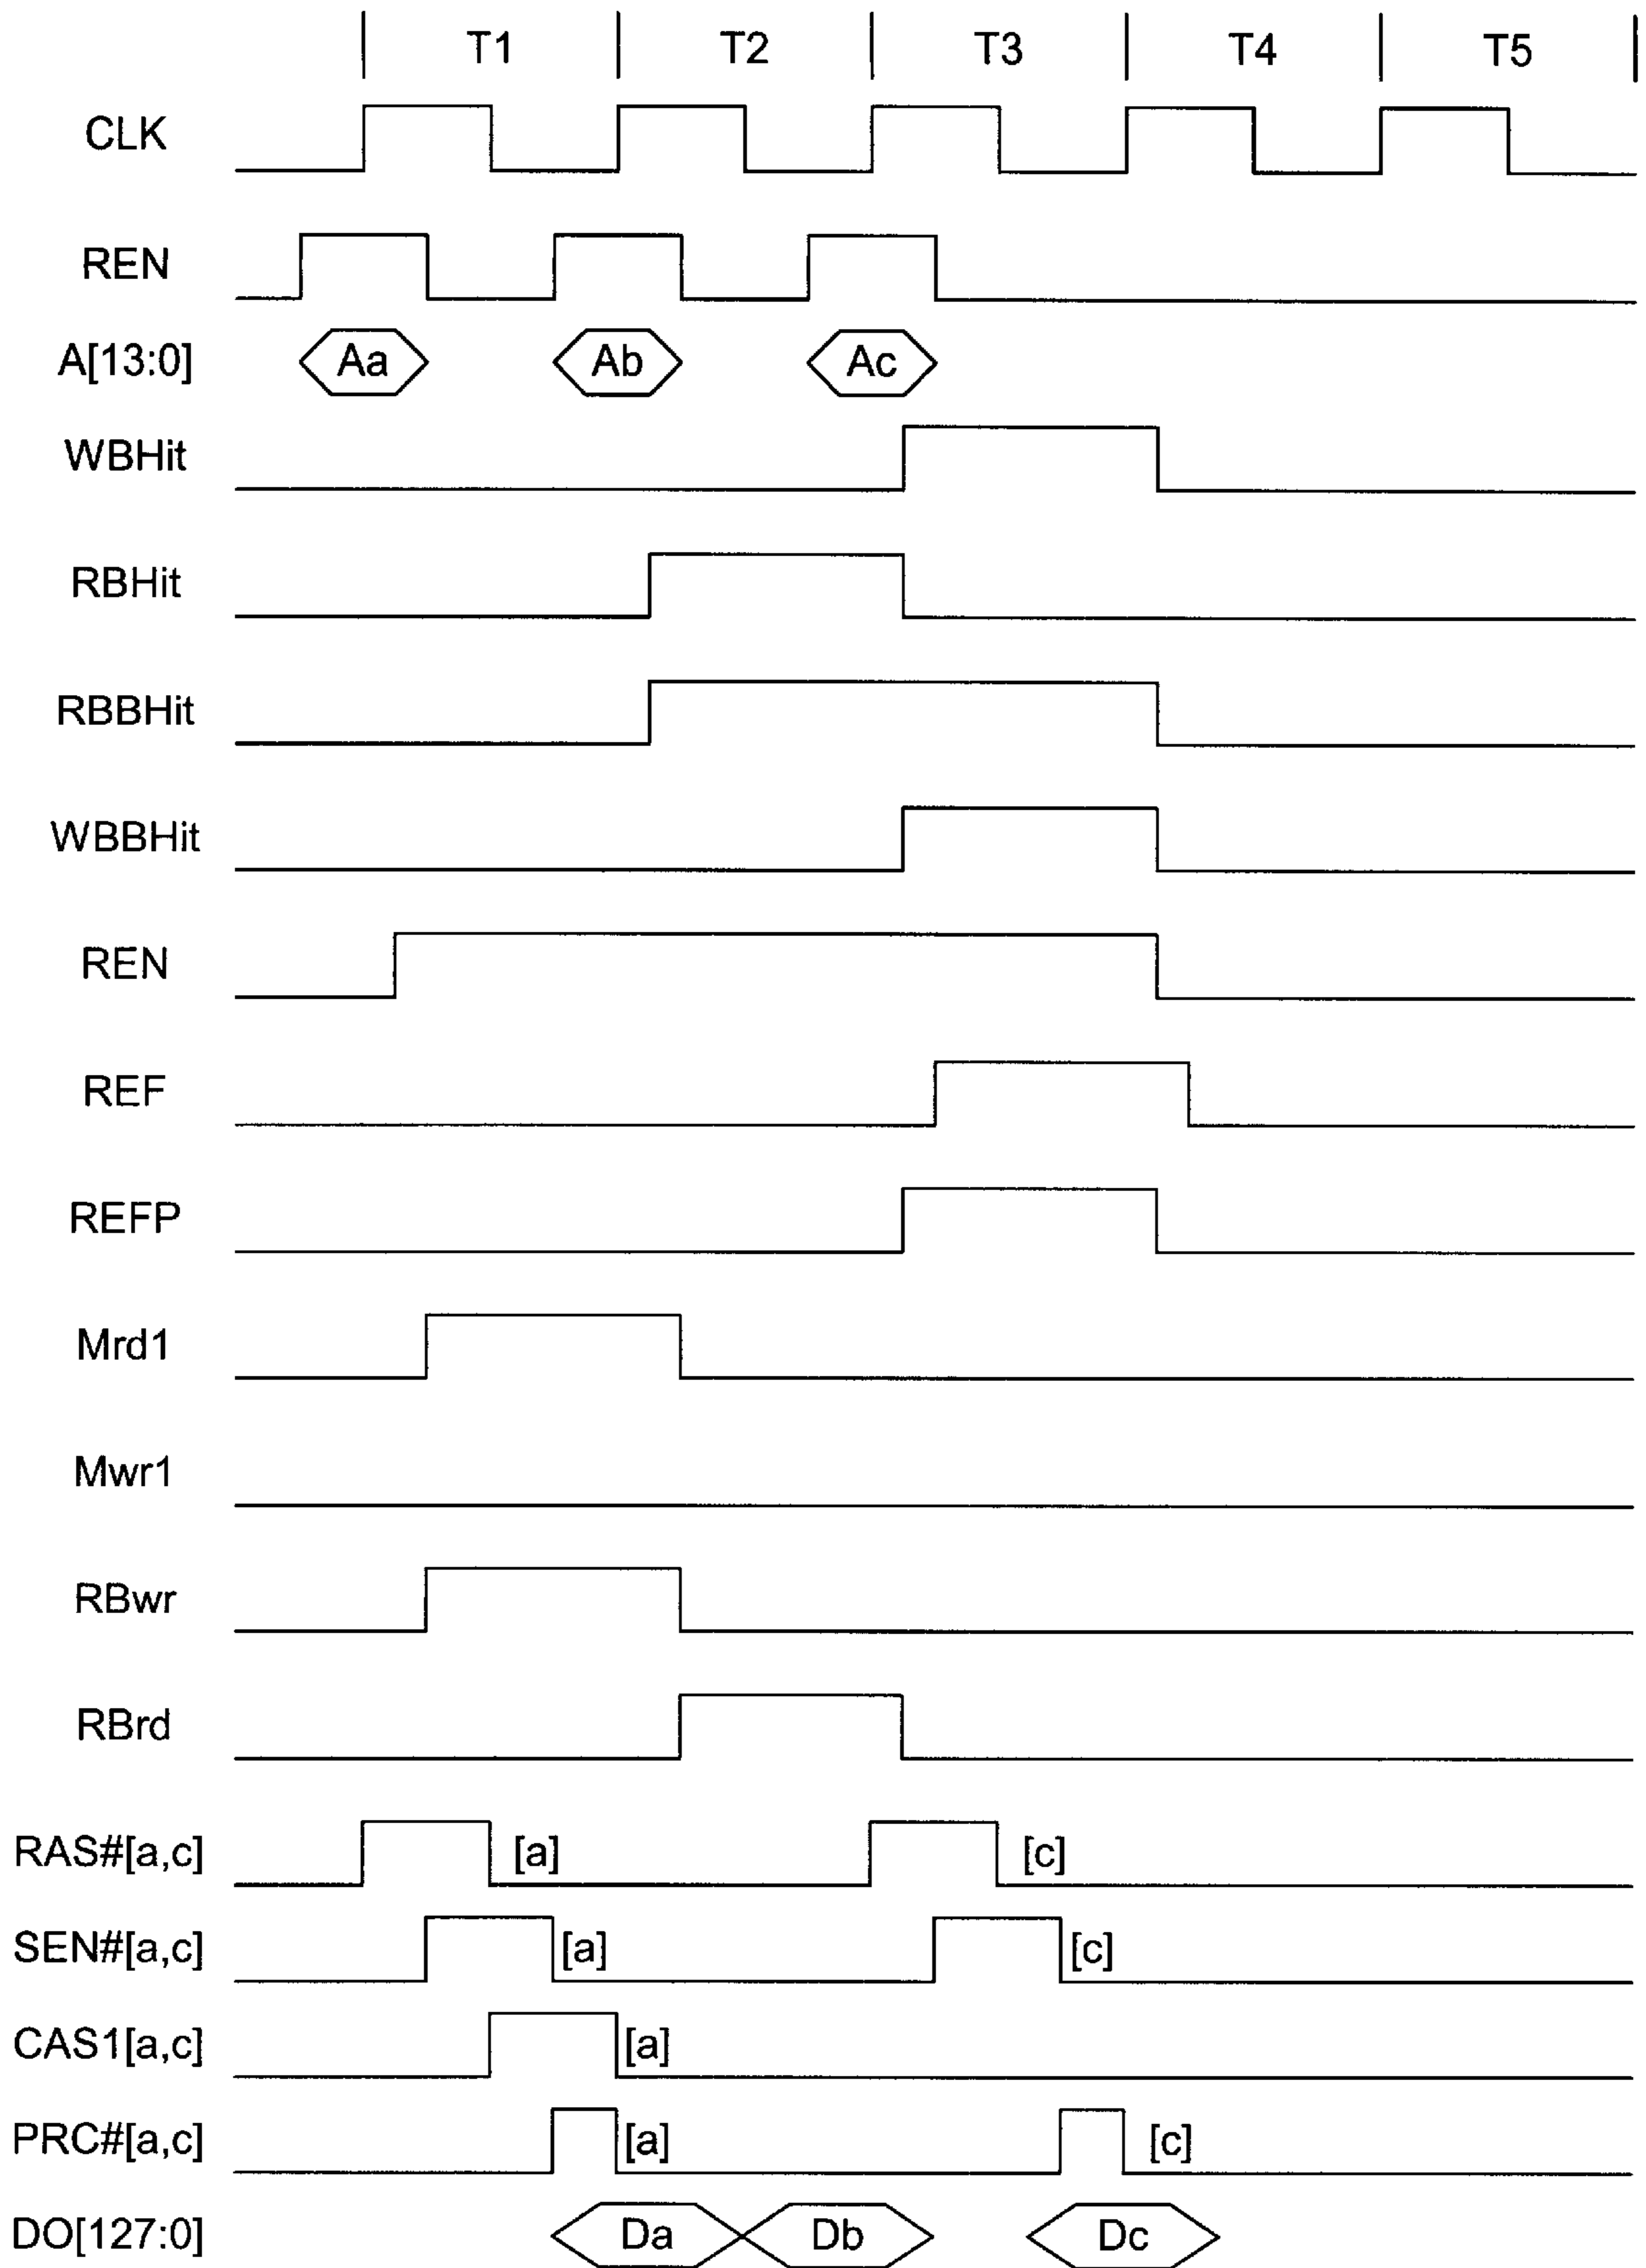 T1 T2 T3 T4 T5
CLK
REN
A[13:0] Aa Ab Ac
WBHit
RBHit
RBBHit
WBBHit
REN
REF
REFP
Mrd1
Mwr1
RBwr
RBrd
RAS#[a,c] [a] [c]
SEN#[a,c] [a] [c]
CAS1[a,c] [a]
PRC#[a,c] [a] [c]
DO[127:0] Da Db Dc